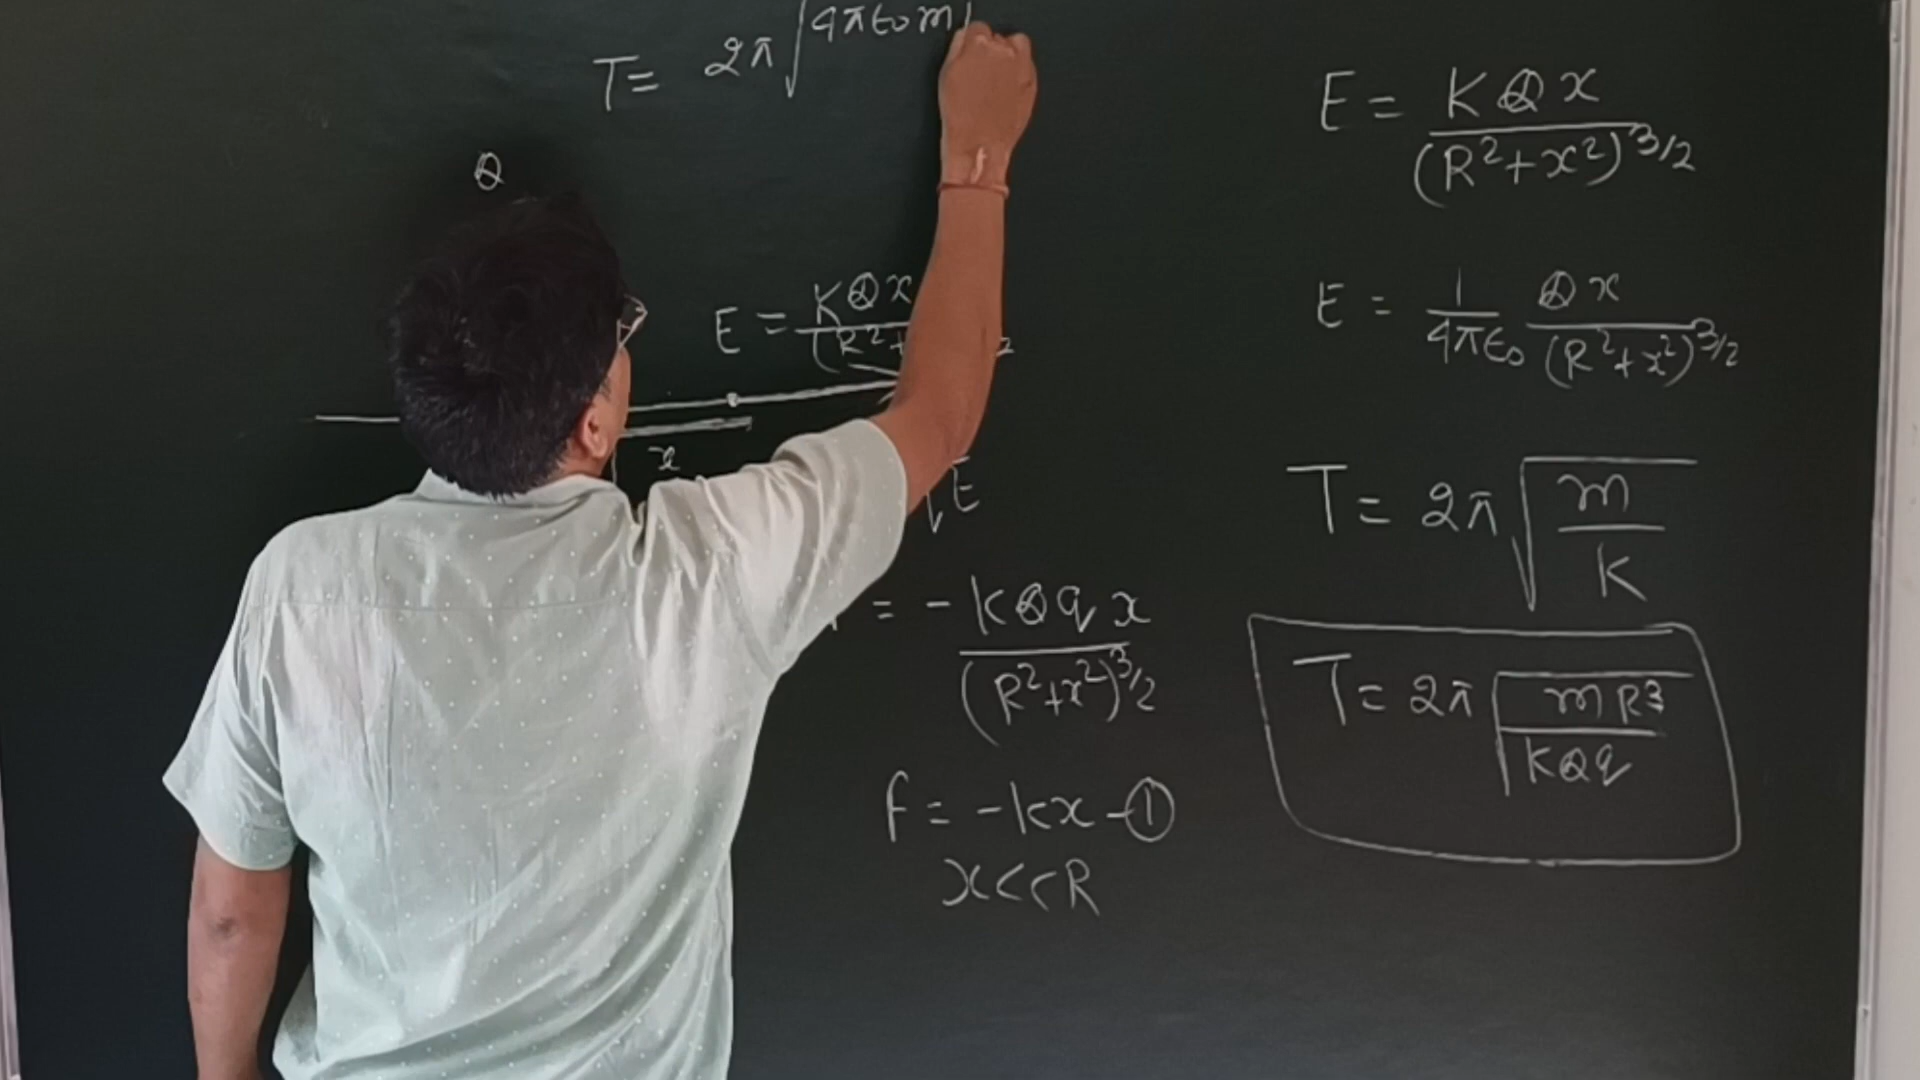 T = 2π √4πε0m
Q
E = KQx
(R²+
x
E
= - kQqx
(R²+x²)^3/2
f = -kx -①
x<<R
E = KQx
(R²+x²)^3/2
E = 1/4πε0 Qx
(R²+x²)^3/2
T = 2π √m
k
T = 2π √mR³
kQq